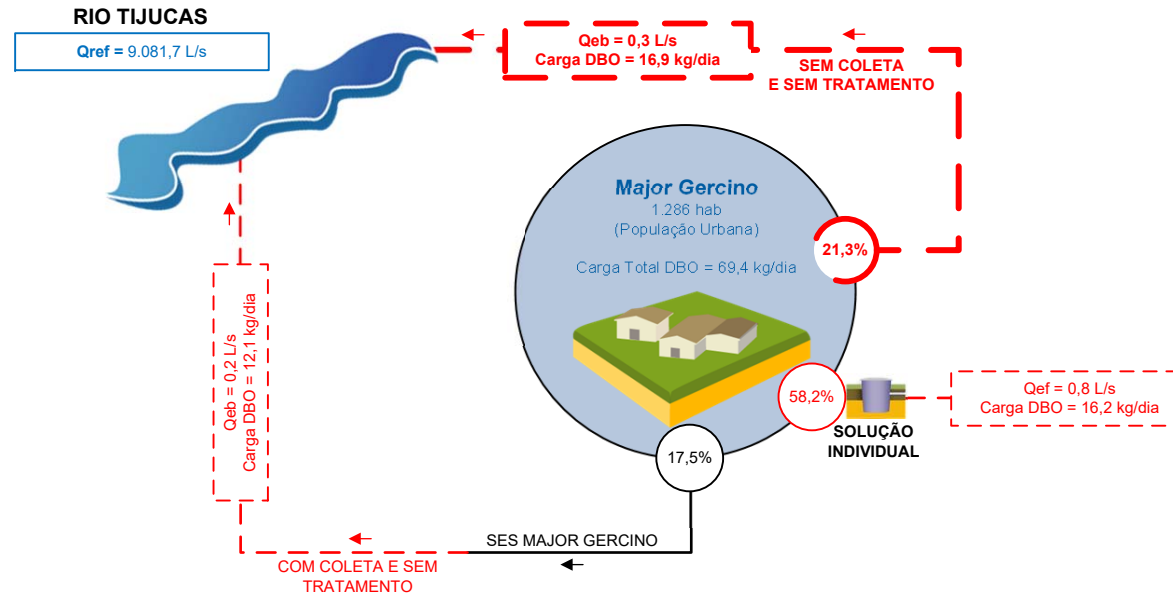 RIO TIJUCAS
Qref = 9.081,7 L/s
Qeb = 0,3 L/s
Carga DBO = 16,9 kg/dia
SEM COLETA
E SEM TRATAMENTO
Major Gercino
1.286 hab
(População Urbana)
Carga Total DBO = 69,4 kg/dia
21,3%
Qeb = 0,2 L/s
Carga DBO = 12,1 kg/dia
58,2%
SOLUÇÃO
INDIVIDUAL
Qef = 0,8 L/s
Carga DBO = 16,2 kg/dia
17,5%
SES MAJOR GERCINO
COM COLETA E SEM
TRATAMENTO